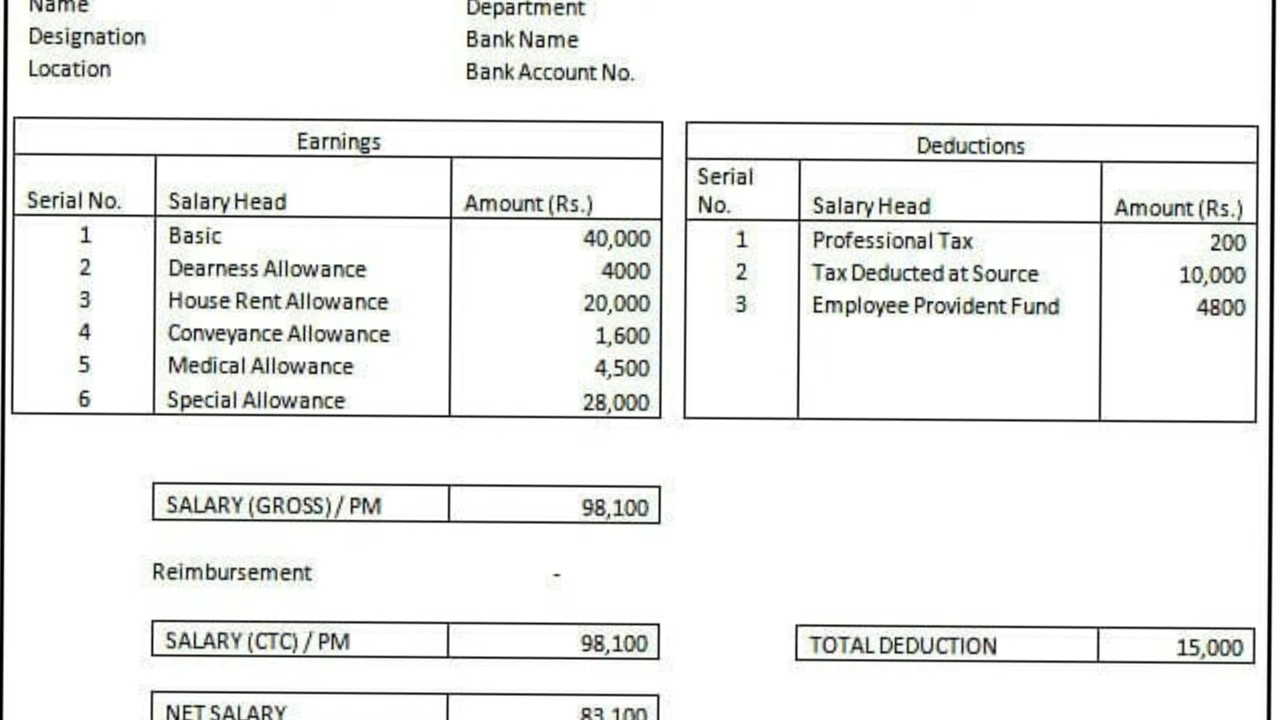 Name Department
Designation Bank Name
Location Bank Account No.
Earnings Deductions
Serial No. Salary Head Amount (Rs.) Serial No. Salary Head Amount (Rs.)
1 Basic 40,000 1 Professional Tax 200
2 Dearness Allowance 4000 2 Tax Deducted at Source 10,000
3 House Rent Allowance 20,000 3 Employee Provident Fund 4800
4 Conveyance Allowance 1,600
5 Medical Allowance 4,500
6 Special Allowance 28,000
SALARY (GROSS) / PM 98,100
Reimbursement -
SALARY (CTC) / PM 98,100 TOTAL DEDUCTION 15,000
NET SALARY 83,100